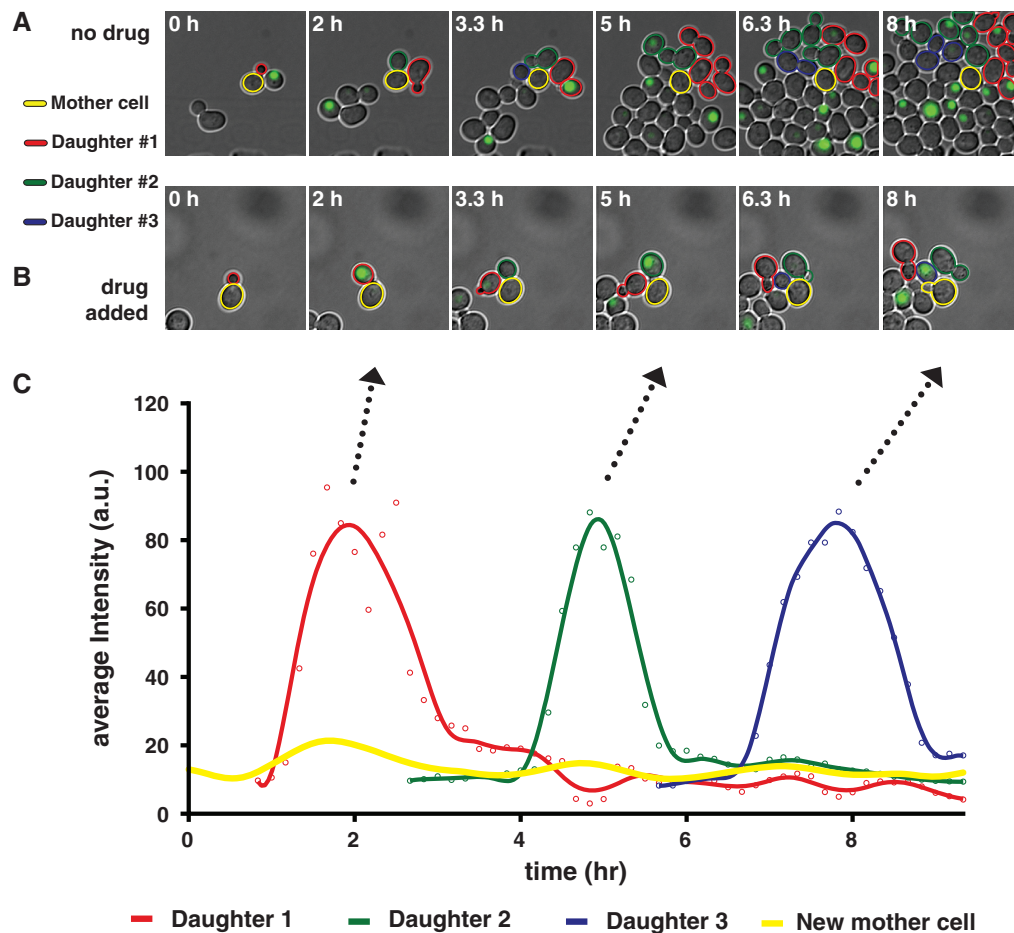 A
no drug
0 h
2 h
3.3 h
5 h
6.3 h
8 h
Mother cell
Daughter #1
Daughter #2
Daughter #3
0 h
2 h
3.3 h
5 h
6.3 h
8 h
B
drug
added
C
average Intensity (a.u.)
120
100
80
60
40
20
0
0
2
4
6
8
time (hr)
Daughter 1
Daughter 2
Daughter 3
New mother cell